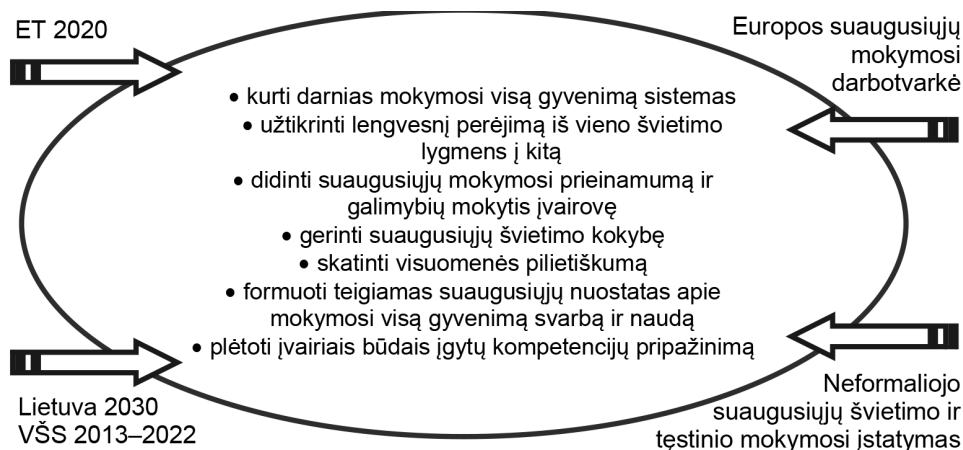 ET 2020
Europos suaugusiųjų
mokymosi
darbotvarkė
• kurti darnias mokymosi visą gyvenimą sistemas
• užtikrinti lengvesnį perėjimą iš vieno švietimo
lygmens į kitą
• didinti suaugusiųjų mokymosi prieinamumą ir
galimybių mokytis įvairovę
• gerinti suaugusiųjų švietimo kokybę
• skatinti visuomenės pilietiškumą
• formuoti teigiamas suaugusiųjų nuostatas apie
mokymosi visą gyvenimą svarbą ir naudą
• plėtoti įvairiais būdais įgytų kompetencijų pripažinimą
Lietuva 2030
VŠS 2013–2022
Neformaliojo
suaugusiųjų švietimo ir
tęstinio mokymosi įstatymas